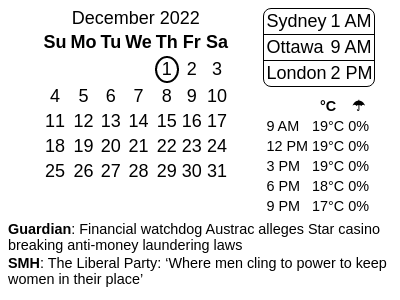 December 2022
Su Mo Tu We Th Fr Sa
1 2 3
4 5 6 7 8 9 10
11 12 13 14 15 16 17
18 19 20 21 22 23 24
25 26 27 28 29 30 31
Sydney 1 AM
Ottawa 9 AM
London 2 PM
°C ☂
9 AM 19°C 0%
12 PM 19°C 0%
3 PM 19°C 0%
6 PM 18°C 0%
9 PM 17°C 0%
Guardian: Financial watchdog Austrac alleges Star casino
breaking anti-money laundering laws
SMH: The Liberal Party: ‘Where men cling to power to keep
women in their place’